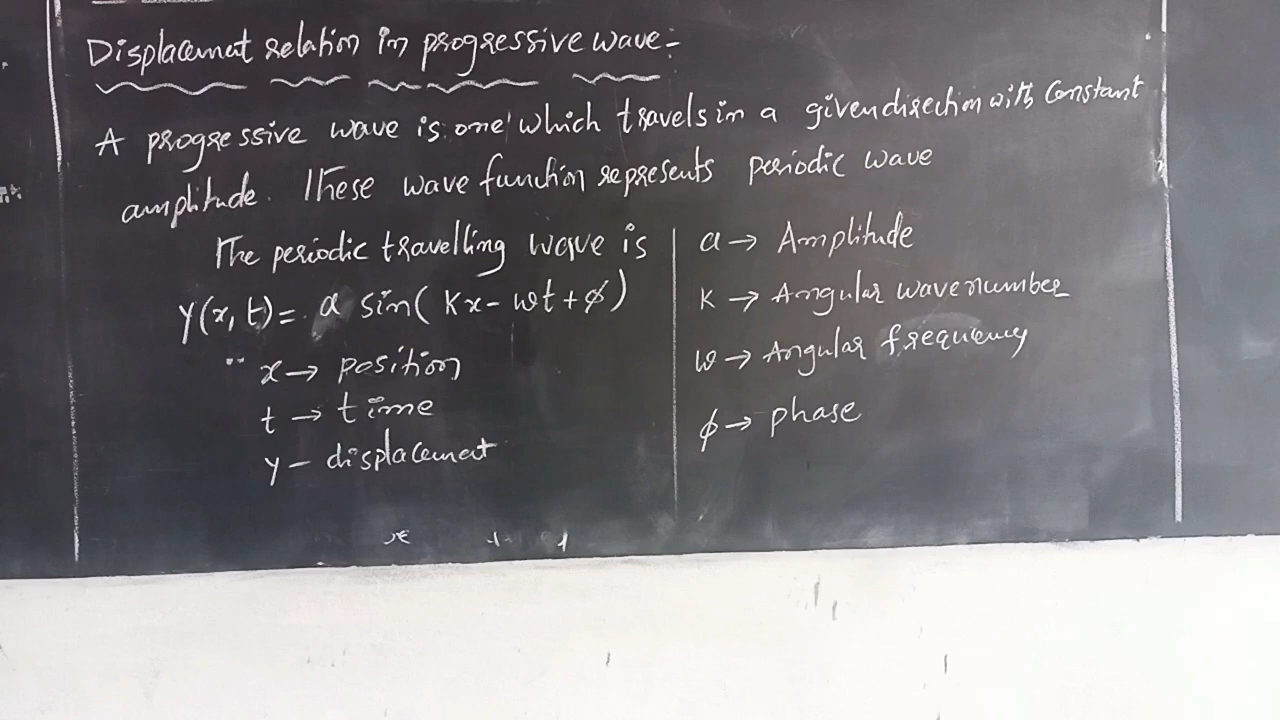 Displacement relation in progressive wave:-
A progressive wave is one which travels in a given direction with constant
amplitude. These wave function represents periodic wave
The periodic travelling wave is
y(x, t) = a sin(kx - ωt + φ)
x → position
t → time
y - displacement
a → Amplitude
K → Angular wave number
ω → Angular frequency
φ → phase